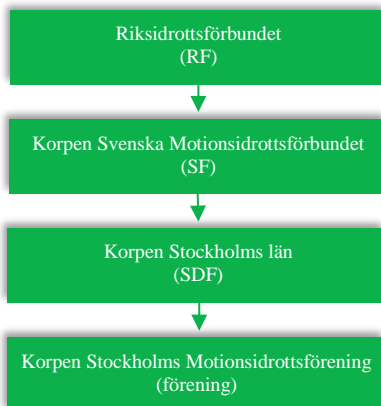 Riksidrottsförbundet
(RF)
Korpen Svenska Motionsidrottsförbundet
(SF)
Korpen Stockholms län
(SDF)
Korpen Stockholms Motionsidrottsförening
(förening)